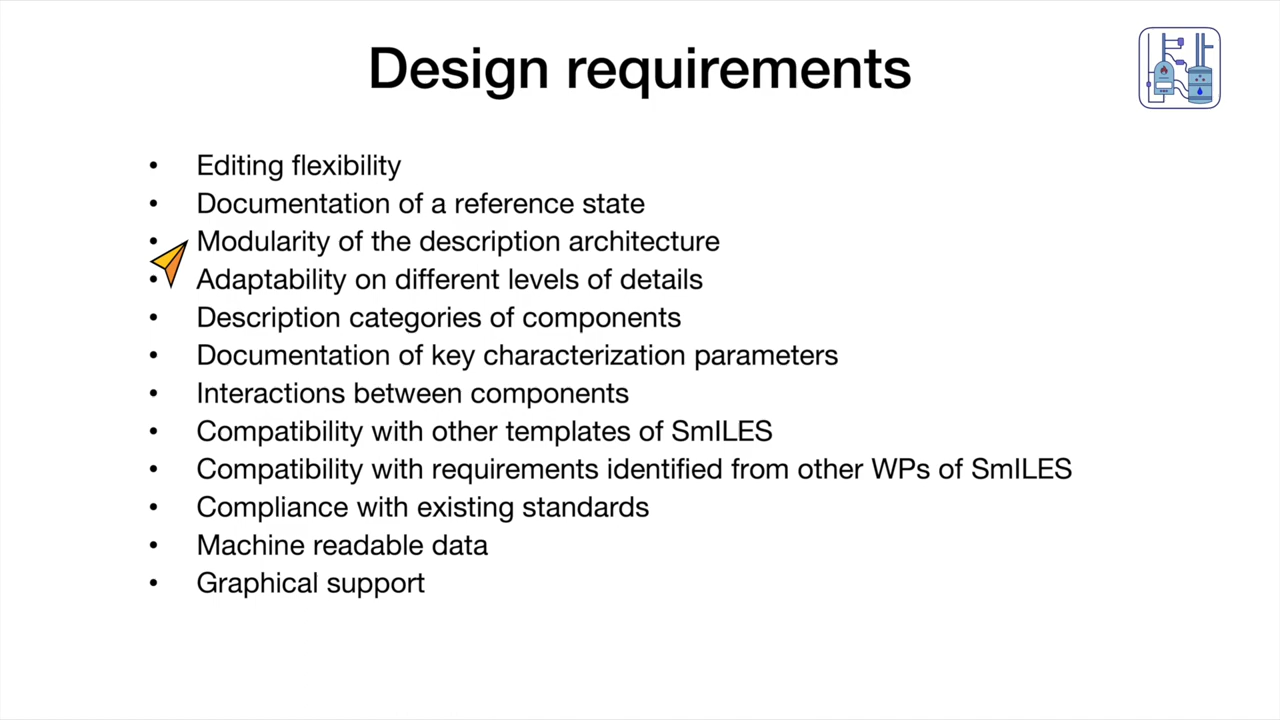 Design requirements
• Editing flexibility
• Documentation of a reference state
• Modularity of the description architecture
• Adaptability on different levels of details
• Description categories of components
• Documentation of key characterization parameters
• Interactions between components
• Compatibility with other templates of SmILES
• Compatibility with requirements identified from other WPs of SmILES
• Compliance with existing standards
• Machine readable data
• Graphical support